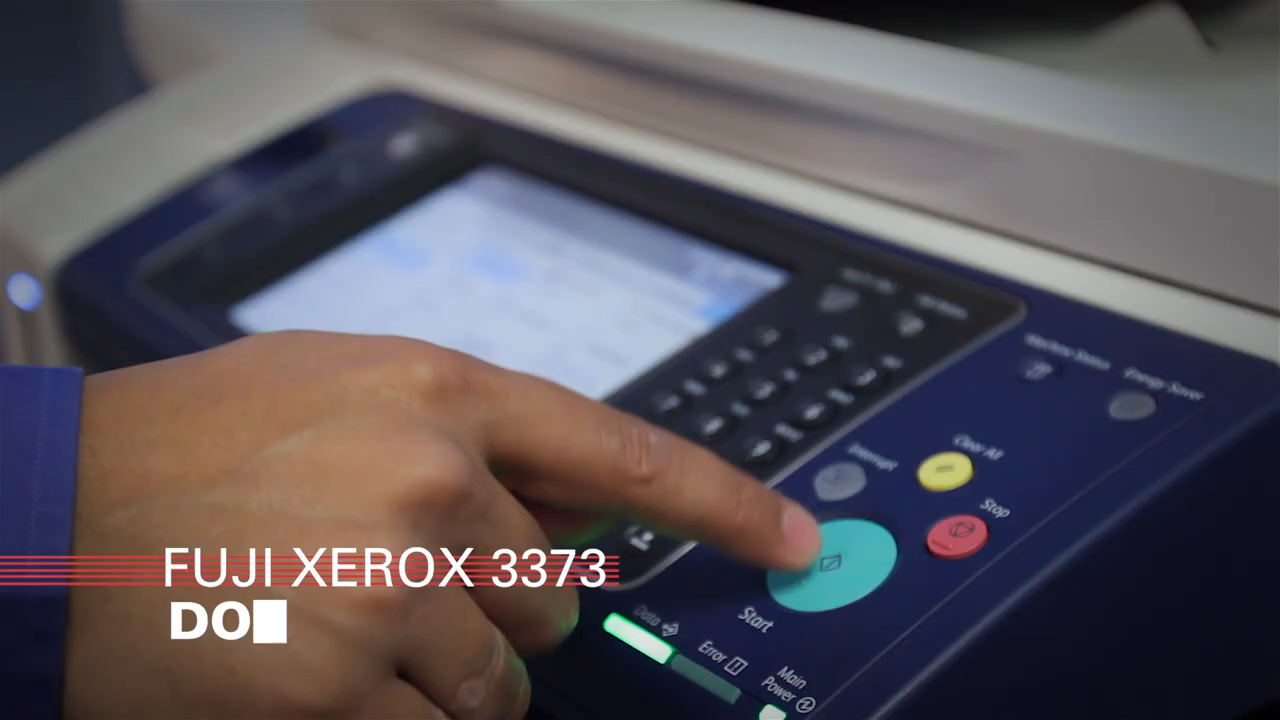 Machine Status
Energy Saver
Interrupt
Clear All
Stop
Start
Data
Error
Main
Power
FUJI XEROX 3373
DO